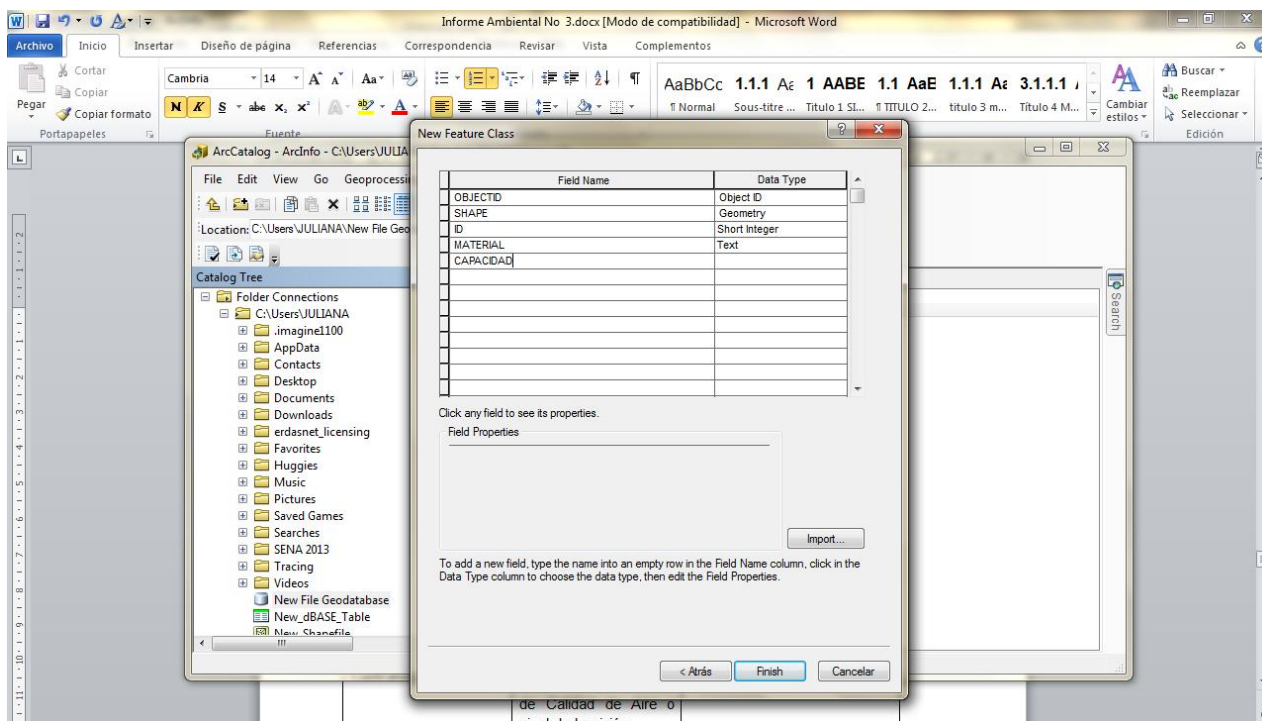 Informe Ambiental No 3.docx [Modo de compatibilidad] - Microsoft Word
Archivo Inicio Insertar Diseño de página Referencias Correspondencia Revisar Vista Complementos
Pegar
Cortar
Copiar
Copiar formato
Portapapeles
Cambria 14
N K S abc
Fuente
AaBbCc 1.1.1 Aa 1 AABE 1.1 AaE 1.1.1 Aa 3.1.1.1
¶ Normal Sous-titre ... Titulo 1 SI... ¶ TITULO 2... titulo 3 m... Título 4 M...
Cambiar estilos
Buscar
Reemplazar
Seleccionar
Edición
ArcCatalog - ArcInfo - C:\Users\JULIA
File Edit View Go Geoprocessi
Location: C:\Users\JULIANA\New File Geo
Catalog Tree
Folder Connections
C:\Users\JULIANA
.imagine1100
AppData
Contacts
Desktop
Documents
Downloads
erdasnet_licensing
Favorites
Huggies
Music
Pictures
Saved Games
Searches
SENA 2013
Tracing
Videos
New File Geodatabase
New_dBASE_Table
New_Shapefile
Search
New Feature Class
Field Name Data Type
OBJECTID Object ID
SHAPE Geometry
ID Short Integer
MATERIAL Text
CAPACIDAD
Click any field to see its properties.
Field Properties
Import...
To add a new field, type the name into an empty row in the Field Name column, click in the
Data Type column to choose the data type, then edit the Field Properties.
< Atrás Finish Cancelar
de Calidad de Aire o